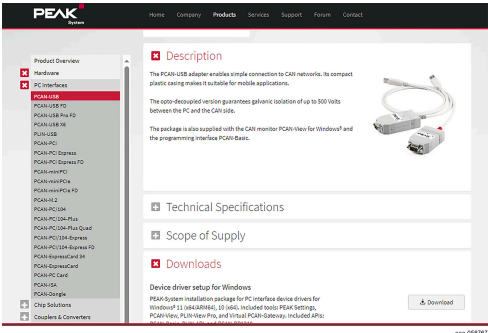 PEAK
System
Home Company Products Services Support Forum Contact
Product Overview
Hardware
PC Interfaces
PCAN-USB
PCAN-USB FD
PCAN-USB Pro FD
PCAN-USB X6
PLIN-USB
PCAN-PCI
PCAN-PCI Express
PCAN-PCI Express FD
PCAN-miniPCI
PCAN-miniPCIe
PCAN-miniPCIe FD
PCAN-M.2
PCAN-PC/104
PCAN-PC/104-Plus
PCAN-PC/104-Plus Quad
PCAN-PCI/104-Express
PCAN-PCI/104-Express FD
PCAN-ExpressCard 34
PCAN-ExpressCard
PCAN-PC Card
PCAN-ISA
PCAN-Dongle
Chip Solutions
Couplers & Converters
Description
The PCAN-USB adapter enables simple connection to CAN networks. Its compact
plastic casing makes it suitable for mobile applications.
The opto-decoupled version guarantees galvanic isolation of up to 500 Volts
between the PC and the CAN side.
The package is also supplied with the CAN monitor PCAN-View for Windows® and
the programming interface PCAN-Basic.
Technical Specifications
Scope of Supply
Downloads
Device driver setup for Windows
PEAK-System installation package for PC interface device drivers for
Windows® 11 (x64/ARM64), 10 (x64). Included tools: PEAK Settings,
PCAN-View, PLIN-View Pro, and Virtual PCAN-Gateway. Included APIs:
Download